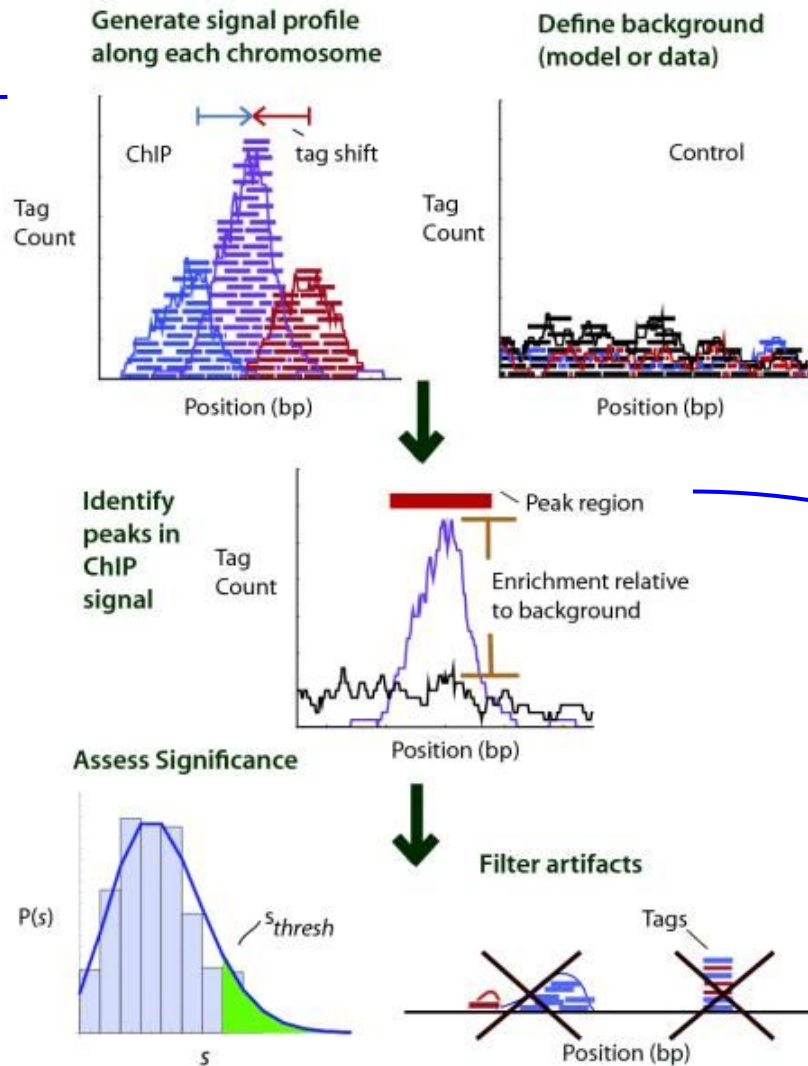 Generate signal profile
along each chromosome
Define background
(model or data)
ChIP
tag shift
Tag
Count
Position (bp)
Control
Tag
Count
Position (bp)
Identify
peaks in
ChIP
signal
Tag
Count
Peak region
Enrichment relative
to background
Position (bp)
Assess Significance
P(s)
sthresh
s
Filter artifacts
Tags
Position (bp)